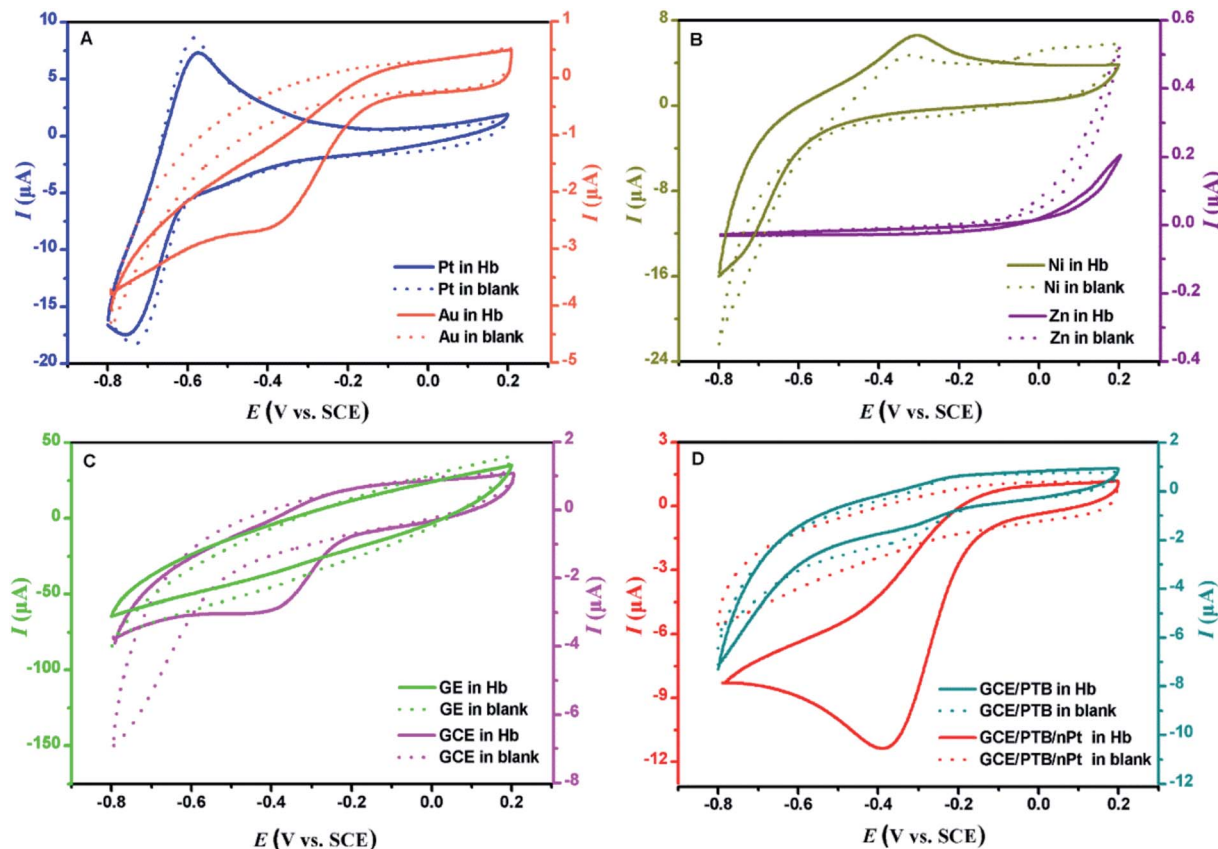 A
10
5
0
-5
-10
-15
-20
I (μA)
1
0
-1
-2
-3
-4
-5
I (μA)
Pt in Hb
Pt in blank
Au in Hb
Au in blank
-0.8 -0.6 -0.4 -0.2 0.0 0.2
E (V vs. SCE)
B
8
0
-8
-16
-24
I (μA)
0.6
0.4
0.2
0.0
-0.2
-0.4
I (μA)
Ni in Hb
Ni in blank
Zn in Hb
Zn in blank
-0.8 -0.6 -0.4 -0.2 0.0 0.2
E (V vs. SCE)
C
50
25
0
-25
-50
-75
-100
-150
I (μA)
2
0
-2
-3
-4
-6
-7
-8
I (μA)
GE in Hb
GE in blank
GCE in Hb
GCE in blank
-0.8 -0.6 -0.4 -0.2 0.0 0.2
E (V vs. SCE)
D
3
0
-3
-6
-9
-12
I (μA)
2
0
-2
-4
-6
-8
-10
-12
I (μA)
GCE/PTB in Hb
GCE/PTB in blank
GCE/PTB/nPt in Hb
GCE/PTB/nPt in blank
-0.8 -0.6 -0.4 -0.2 0.0 0.2
E (V vs. SCE)